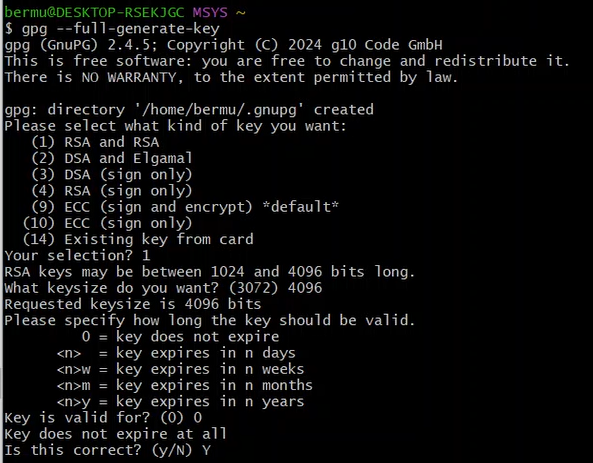 bermu@DESKTOP-RSEKJGC MSYS ~
$ gpg --full-generate-key
gpg (GnuPG) 2.4.5; Copyright (C) 2024 g10 Code GmbH
This is free software: you are free to change and redistribute it.
There is NO WARRANTY, to the extent permitted by law.

gpg: directory '/home/bermu/.gnupg' created
Please select what kind of key you want:
   (1) RSA and RSA
   (2) DSA and Elgamal
   (3) DSA (sign only)
   (4) RSA (sign only)
   (9) ECC (sign and encrypt) *default*
  (10) ECC (sign only)
  (14) Existing key from card
Your selection? 1
RSA keys may be between 1024 and 4096 bits long.
What keysize do you want? (3072) 4096
Requested keysize is 4096 bits
Please specify how long the key should be valid.
         0 = key does not expire
      <n>  = key expires in n days
      <n>w = key expires in n weeks
      <n>m = key expires in n months
      <n>y = key expires in n years
Key is valid for? (0) 0
Key does not expire at all
Is this correct? (y/N) Y